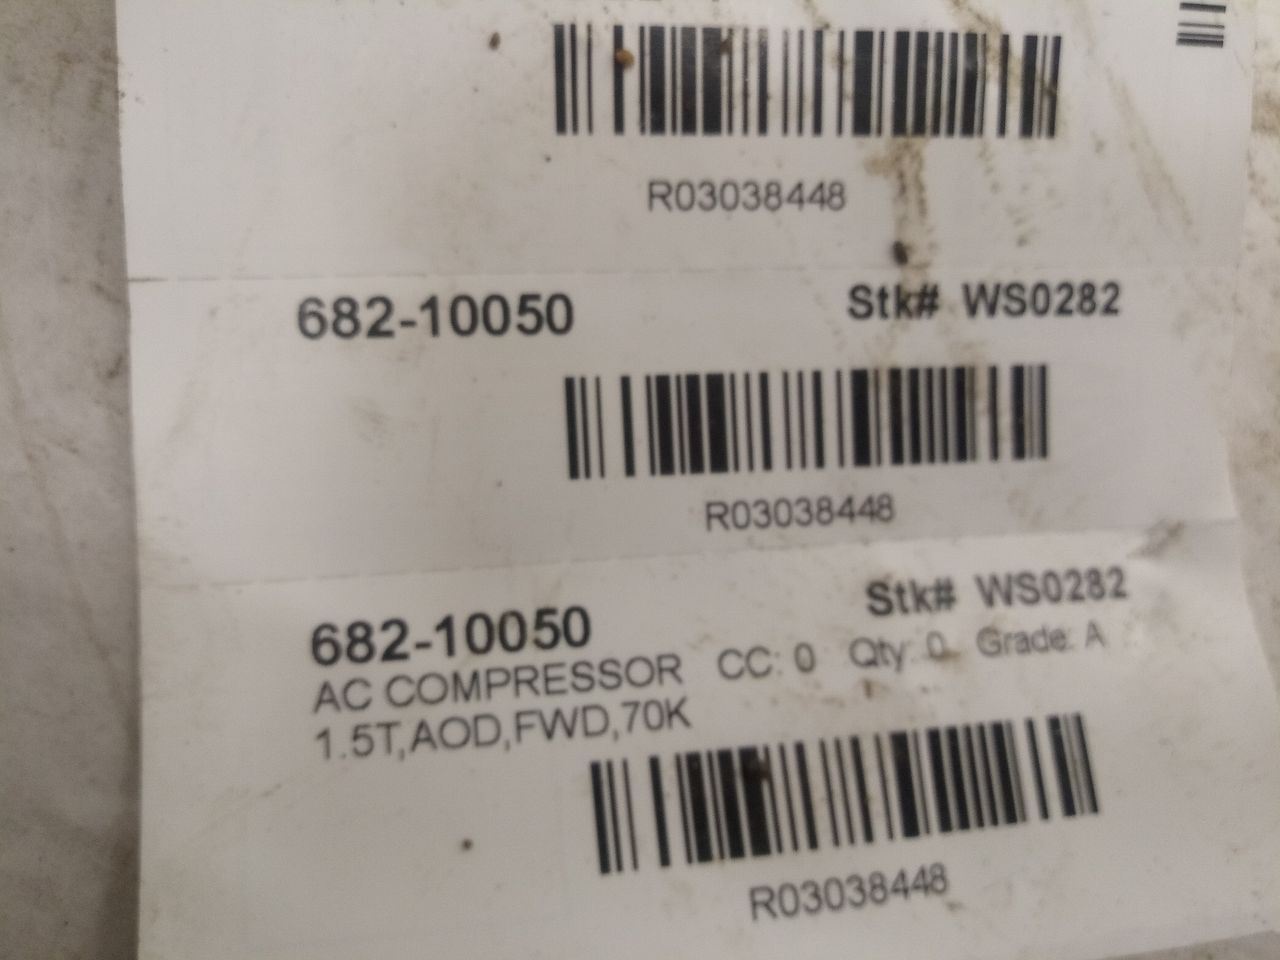 R03038448
682-10050 Stk# WS0282
R03038448
682-10050 Stk# WS0282
AC COMPRESSOR CC: 0 Qty: 0 Grade: A
1.5T,AOD,FWD,70K
R03038448